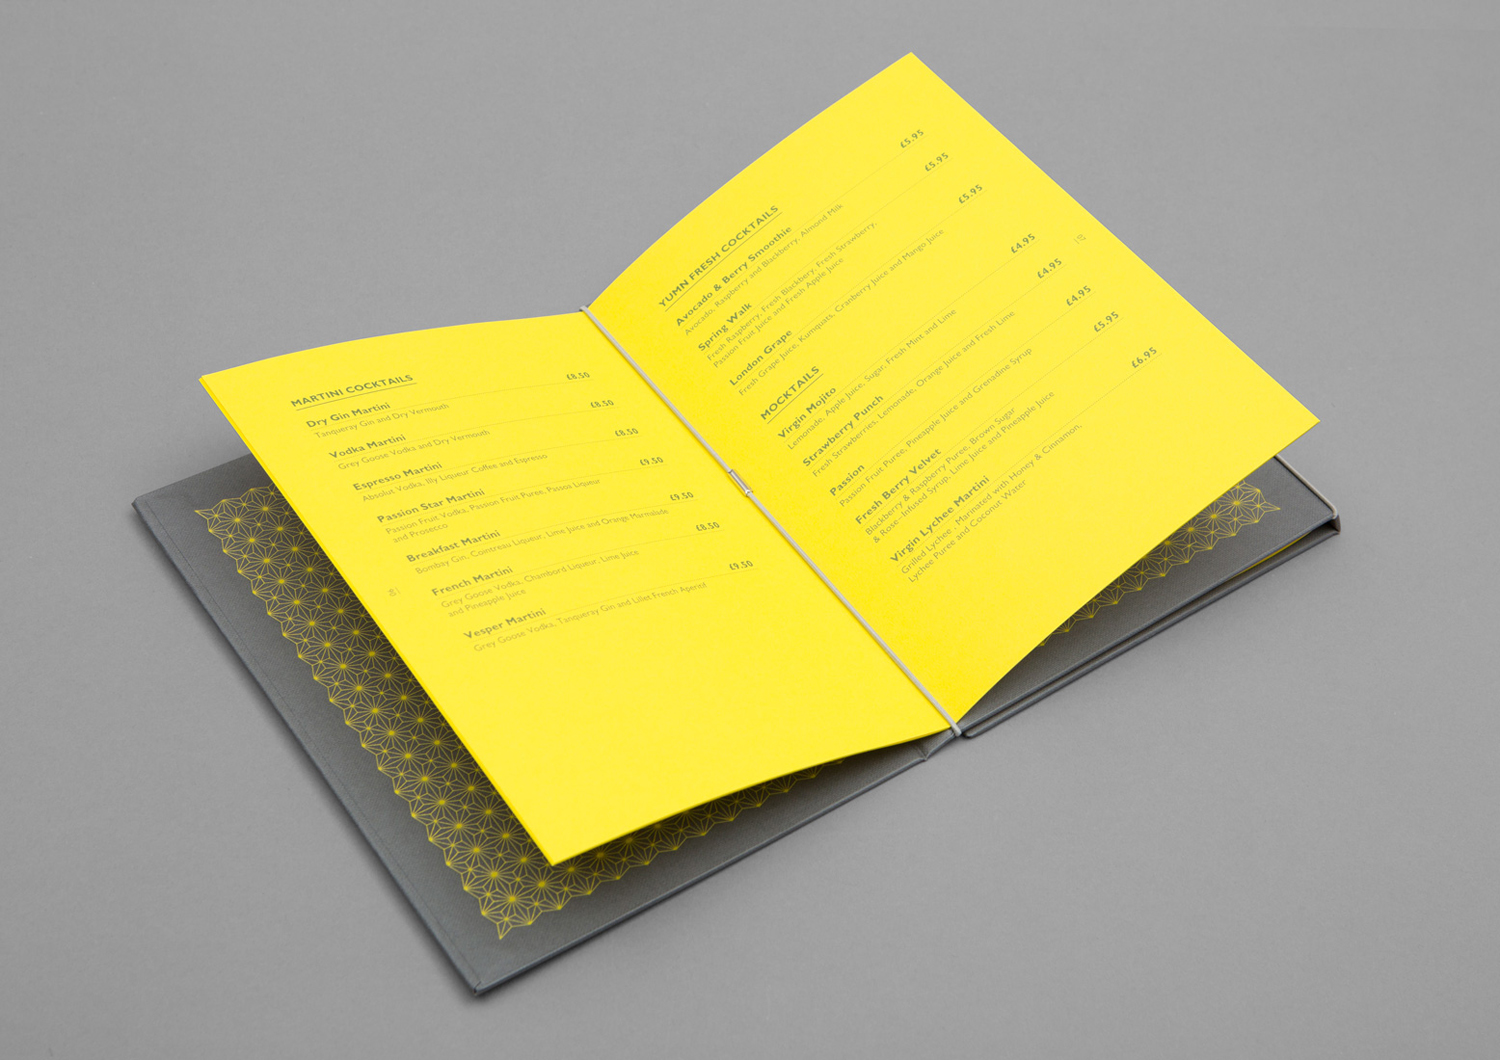 MARTINI COCKTAILS
Dry Gin Martini £8.50
Tanqueray Gin and Dry Vermouth
Vodka Martini £8.50
Grey Goose Vodka and Dry Vermouth
Espresso Martini £8.50
Absolut Vodka, Illy Liqueur Coffee and Espresso
Passion Star Martini £9.50
Passion Fruit Vodka, Passion Fruit Puree, Passoa Liqueur
and Prosecco
Breakfast Martini £9.50
Bombay Gin, Cointreau Liqueur, Lime Juice and Orange Marmalade
French Martini £8.50
Grey Goose Vodka, Chambord Liqueur, Lime Juice
and Pineapple Juice
Vesper Martini £9.50
Grey Goose Vodka, Tanqueray Gin and Lillet French Aperitif
YUMN FRESH COCKTAILS
Avocado & Berry Smoothie £5.95
Avocado, Raspberry and Blackberry, Almond Milk
Spring Walk £5.95
Fresh Raspberry, Fresh Blackberry, Fresh Strawberry,
Passion Fruit Juice and Fresh Apple Juice
London Grape £5.95
Fresh Grape Juice, Kumquats, Cranberry Juice and Mango Juice
MOCKTAILS
Virgin Mojito £4.95
Lemonade, Apple Juice, Sugar, Fresh Mint and Lime
Strawberry Punch £4.95
Fresh Strawberries, Lemonade, Orange Juice and Fresh Lime
Passion £4.95
Passion Fruit Puree, Pineapple Juice and Grenadine Syrup
Fresh Berry Velvet £5.95
Blackberry & Raspberry Puree, Brown Sugar
& Rose-Infused Syrup, Lime Juice and Pineapple Juice
Virgin Lychee Martini £6.95
Grilled Lychee, Marinated with Honey & Cinnamon,
Lychee Puree and Coconut Water